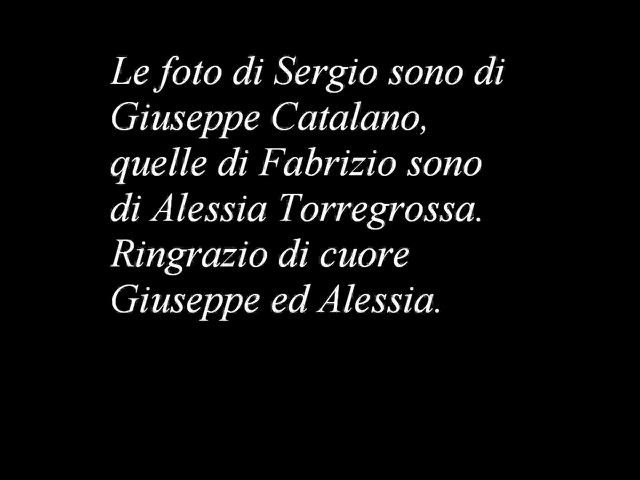 Le foto di Sergio sono di
Giuseppe Catalano,
quelle di Fabrizio sono
di Alessia Torregrossa.
Ringrazio di cuore
Giuseppe ed Alessia.